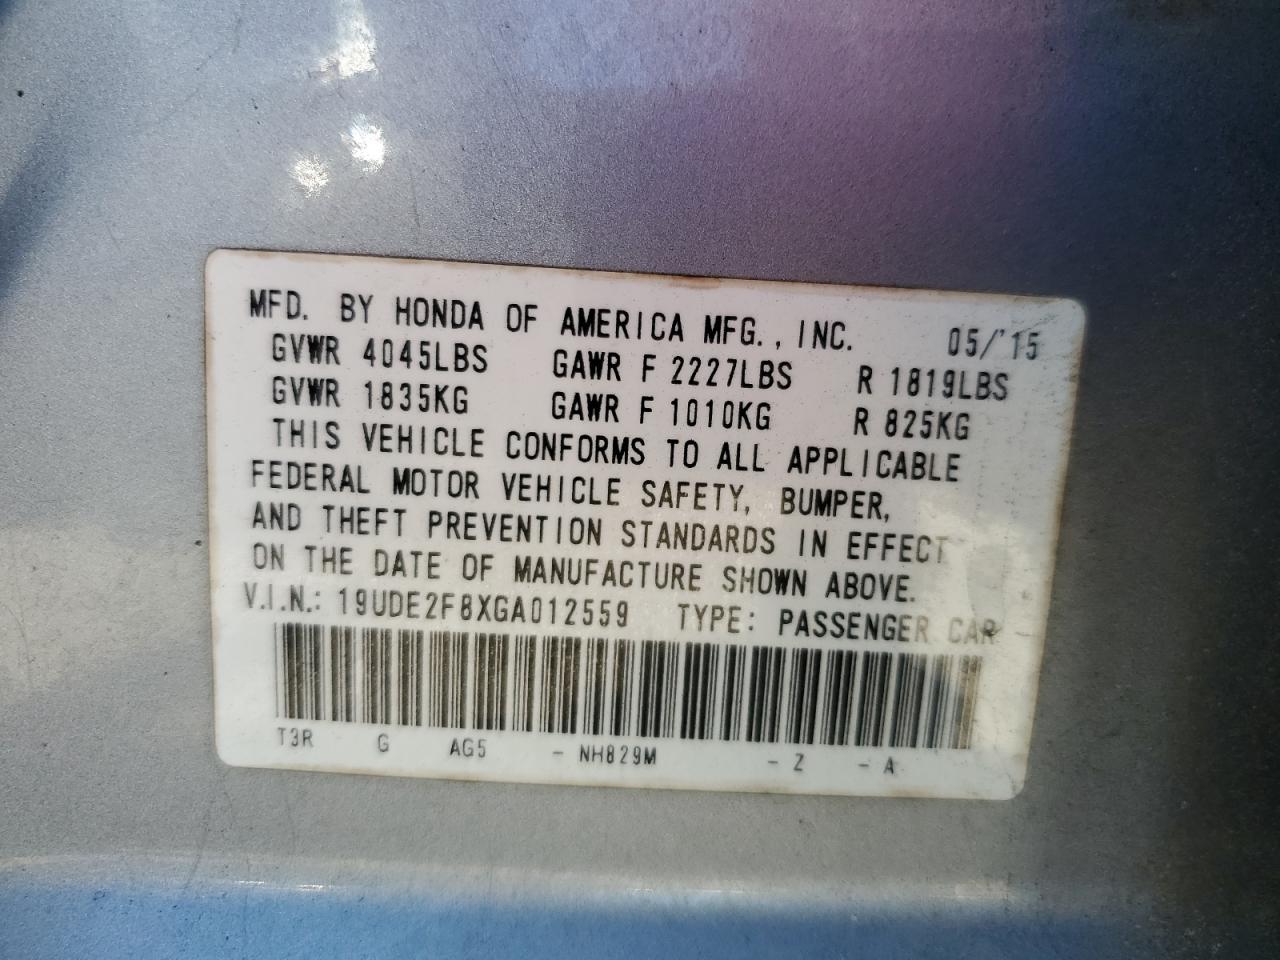 MFD. BY HONDA OF AMERICA MFG., INC. 05/'15
GVWR 4045LBS GAWR F 2227LBS R 1819LBS
GVWR 1835KG GAWR F 1010KG R 825KG
THIS VEHICLE CONFORMS TO ALL APPLICABLE
FEDERAL MOTOR VEHICLE SAFETY, BUMPER,
AND THEFT PREVENTION STANDARDS IN EFFECT
ON THE DATE OF MANUFACTURE SHOWN ABOVE.
V.I.N.: 19UDE2F8XGA012559 TYPE: PASSENGER CAR
T3R G AG5 - NH829M - Z - A